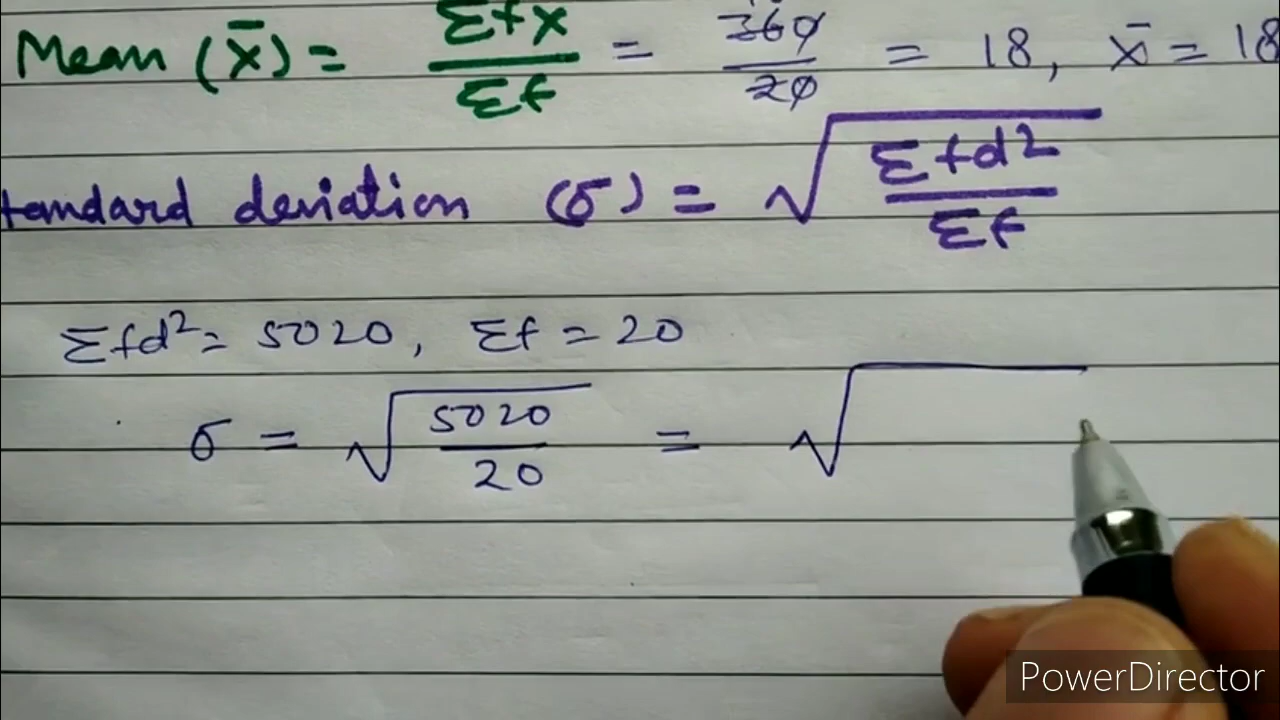 Mean (x̄) = Σfx / Σf = 360 / 20 = 18, x̄ = 18
tandard deviation (σ) = √(Σfd² / Σf)
Σfd² = 5020, Σf = 20
σ = √(5020 / 20) = √
PowerDirector